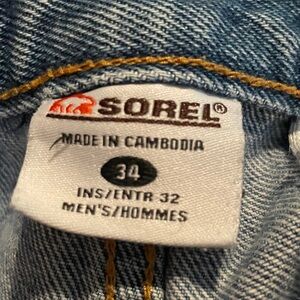 SOREL®
MADE IN CAMBODIA
34
INS/ENTR 32
MEN'S/HOMMES